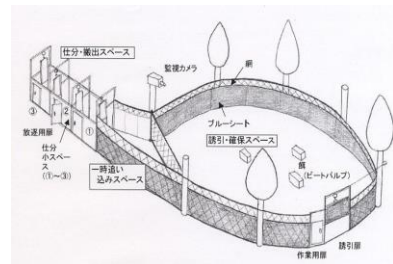 仕分・搬出スペース
監視カメラ
網
ブルーシート
③
2
①
放逐用扉
仕分
小スペー
ス
(①~③)
一時追い
込みスペース
誘引・確保スペース
餌
(ビートパルプ)
作業用扉
誘引扉